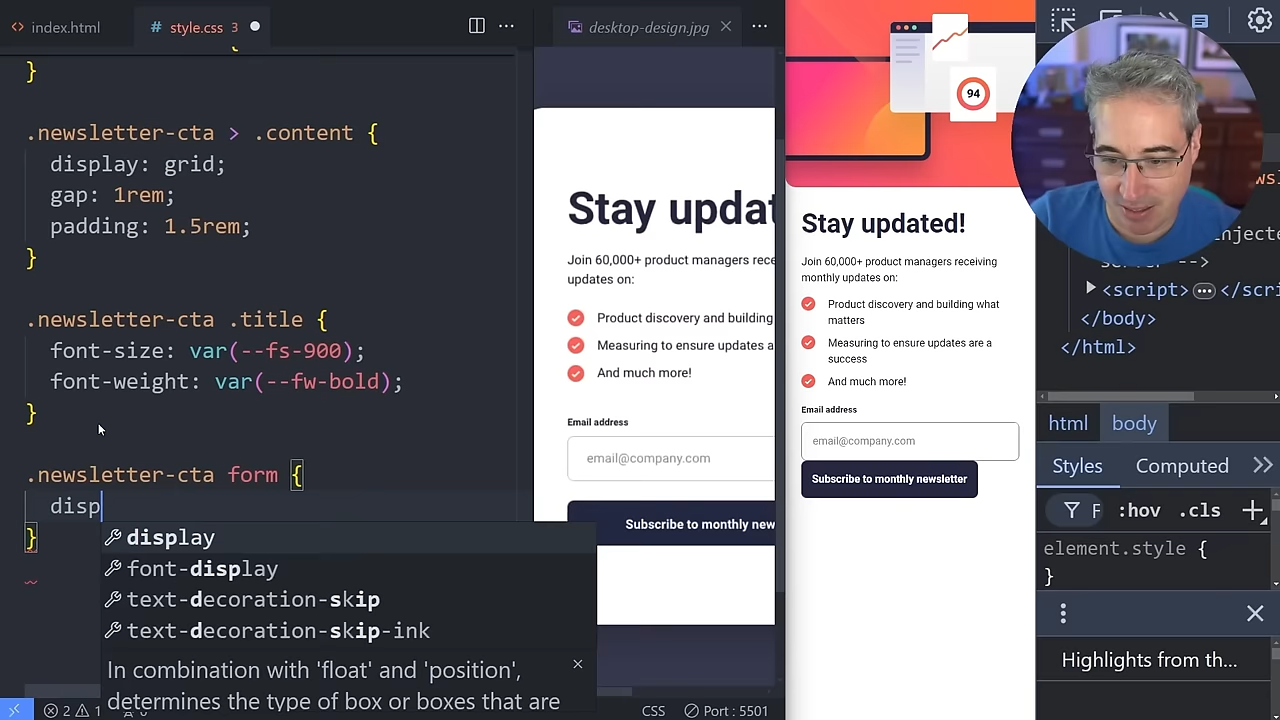 <> index.html
# style.css 3
desktop-design.jpg
{
}
.newsletter-cta > .content {
display: grid;
gap: 1rem;
padding: 1.5rem;
}
.newsletter-cta .title {
font-size: var(--fs-900);
font-weight: var(--fw-bold);
}
.newsletter-cta form {
disp
}
display
font-display
text-decoration-skip
text-decoration-skip-ink
In combination with 'float' and 'position',
determines the type of box or boxes that are
2 1
CSS
Port : 5501
Stay updat
Join 60,000+ product managers rece
updates on:
Product discovery and building
Measuring to ensure updates a
And much more!
Email address
email@company.com
Subscribe to monthly new
94
Stay updated!
Join 60,000+ product managers receiving
monthly updates on:
Product discovery and building what
matters
Measuring to ensure updates are a
success
And much more!
Email address
email@company.com
Subscribe to monthly newsletter
injecte
server -->
<script> </scri
</body>
</html>
html body
Styles Computed
F :hov .cls
element.style {
}
Highlights from th...